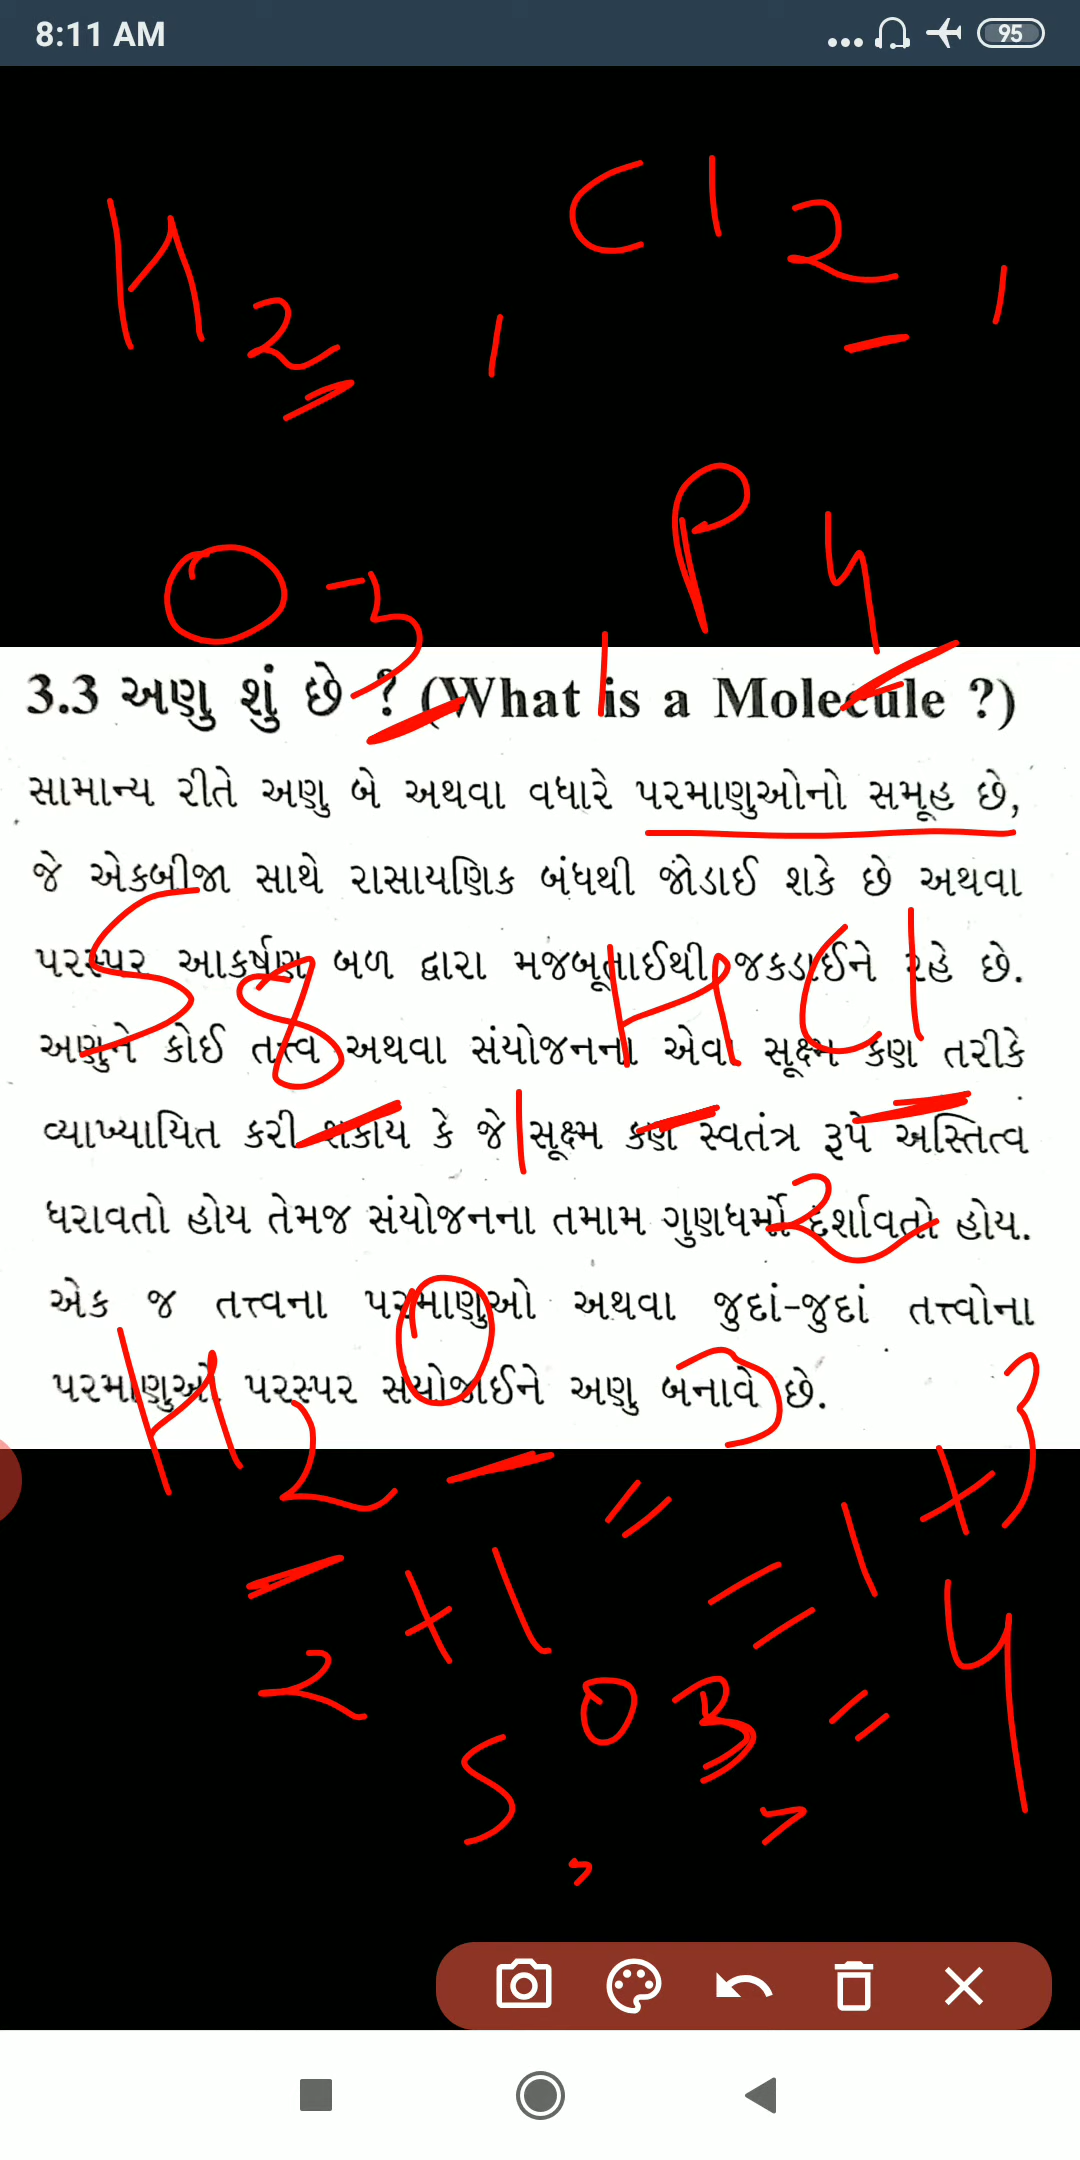 8:11 AM
95
H2 , Cl2 ,
O3 , P4
3.3 અણુ શું છે ? (What is a Molecule ?)
સામાન્ય રીતે અણુ બે અથવા વધારે પરમાણુઓનો સમૂહ છે,
જે એકબીજા સાથે રાસાયણિક બંધથી જોડાઈ શકે છે અથવા
પરસ્પર આકર્ષણ બળ દ્વારા મજબૂતાઈથી જકડાઈને રહે છે.
S8 HCl
અણુને કોઈ તત્ત્વ અથવા સંયોજનના એવા સૂક્ષ્મ કણ તરીકે
વ્યાખ્યાયિત કરી શકાય કે જે સૂક્ષ્મ કણ સ્વતંત્ર રૂપે અસ્તિત્વ
ધરાવતો હોય તેમજ સંયોજનના તમામ ગુણધર્મો દર્શાવતો હોય.
2
એક જ તત્ત્વના પરમાણુઓ અથવા જુદાં-જુદાં તત્ત્વોના
પરમાણુઓ પરસ્પર સંયોજાઈને અણુ બનાવે છે.
H2O = 3
2+1
= 1+3
SO3 = 4